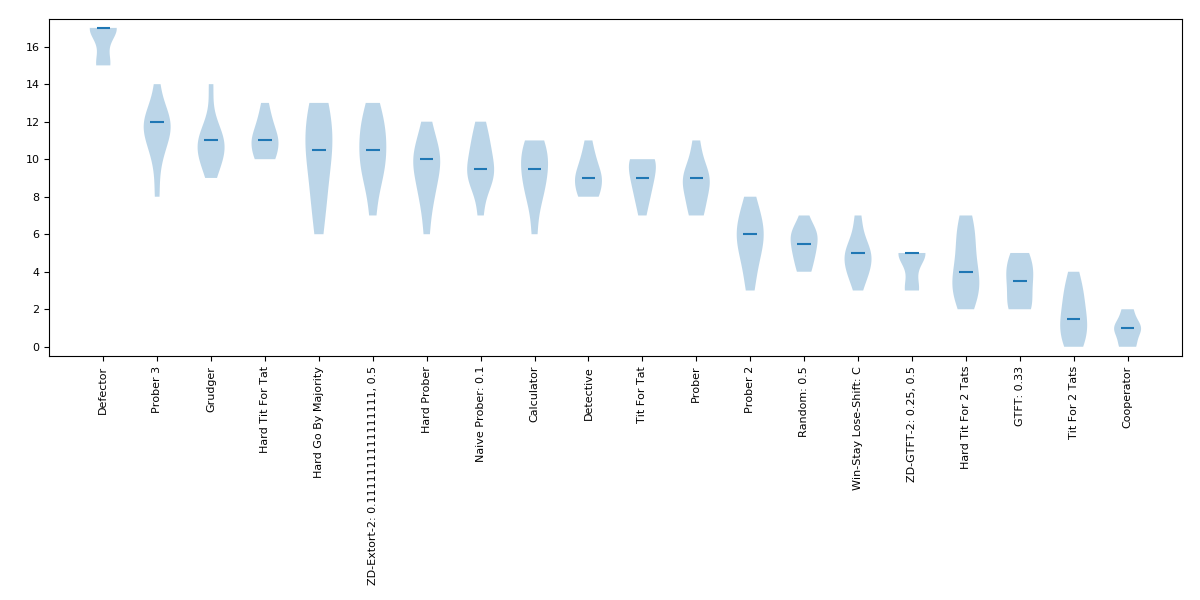 16
14
12
10
8
6
4
2
0
Defector
Prober 3
Grudger
Hard Tit For Tat
Hard Go By Majority
ZD-Extort-2: 0.1111111111111111, 0.5
Hard Prober
Naive Prober: 0.1
Calculator
Detective
Tit For Tat
Prober
Prober 2
Random: 0.5
Win-Stay Lose-Shift: C
ZD-GTFT-2: 0.25, 0.5
Hard Tit For 2 Tats
GTFT: 0.33
Tit For 2 Tats
Cooperator